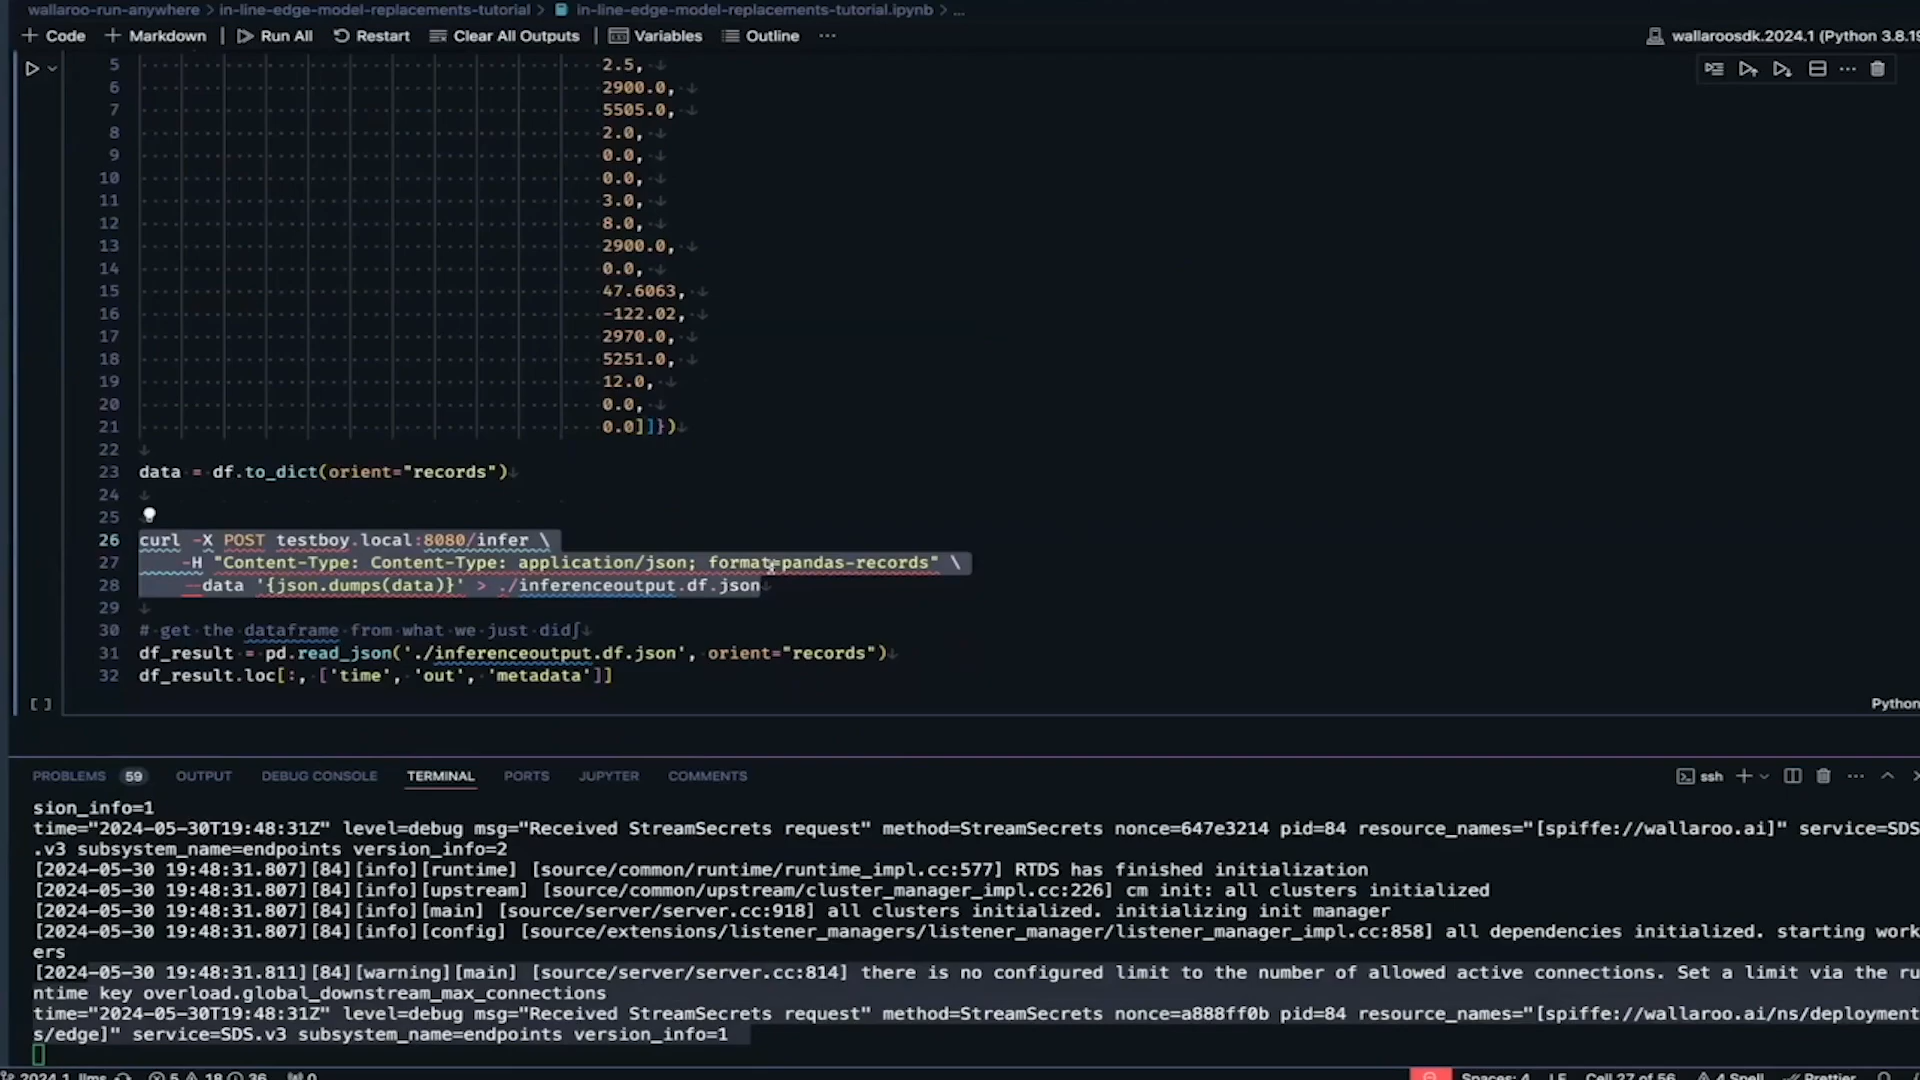 wallaroo-run-anywhere > in-line-edge-model-replacements-tutorial > in-line-edge-model-replacements-tutorial.ipynb > ...
+ Code + Markdown | Run All Restart Clear All Outputs | Variables Outline ···
wallaroosdk.2024.1 (Python 3.8.19
5 2.5,
6 2900.0,
7 5505.0,
8 2.0,
9 0.0,
10 0.0,
11 3.0,
12 8.0,
13 2900.0,
14 0.0,
15 47.6063,
16 -122.02,
17 2970.0,
18 5251.0,
19 12.0,
20 0.0,
21 0.0]]})
22
23 data = df.to_dict(orient="records")
24
25
26 curl -X POST testboy.local:8080/infer \
27 -H "Content-Type: Content-Type: application/json; format=pandas-records" \
28 --data '{json.dumps(data)}' > ./inferenceoutput.df.json
29
30 # get the dataframe from what we just did∫
31 df_result = pd.read_json('./inferenceoutput.df.json', orient="records")
32 df_result.loc[:, ['time', 'out', 'metadata']]
[ ]
Python
PROBLEMS 59 OUTPUT DEBUG CONSOLE TERMINAL PORTS JUPYTER COMMENTS
ssh
sion_info=1
time="2024-05-30T19:48:31Z" level=debug msg="Received StreamSecrets request" method=StreamSecrets nonce=647e3214 pid=84 resource_names="[spiffe://wallaroo.ai]" service=SDS
.v3 subsystem_name=endpoints version_info=2
[2024-05-30 19:48:31.807][84][info][runtime] [source/common/runtime/runtime_impl.cc:577] RTDS has finished initialization
[2024-05-30 19:48:31.807][84][info][upstream] [source/common/upstream/cluster_manager_impl.cc:226] cm init: all clusters initialized
[2024-05-30 19:48:31.807][84][info][main] [source/server/server.cc:918] all clusters initialized. initializing init manager
[2024-05-30 19:48:31.807][84][info][config] [source/extensions/listener_managers/listener_manager/listener_manager_impl.cc:858] all dependencies initialized. starting work
ers
[2024-05-30 19:48:31.811][84][warning][main] [source/server/server.cc:814] there is no configured limit to the number of allowed active connections. Set a limit via the ru
ntime key overload.global_downstream_max_connections
time="2024-05-30T19:48:31Z" level=debug msg="Received StreamSecrets request" method=StreamSecrets nonce=a888ff0b pid=84 resource_names="[spiffe://wallaroo.ai/ns/deployment
s/edge]" service=SDS.v3 subsystem_name=endpoints version_info=1
2024.1 llms 5 18 36 0
Spaces: 4 LF Cell 27 of 56 4 Spell Prettier